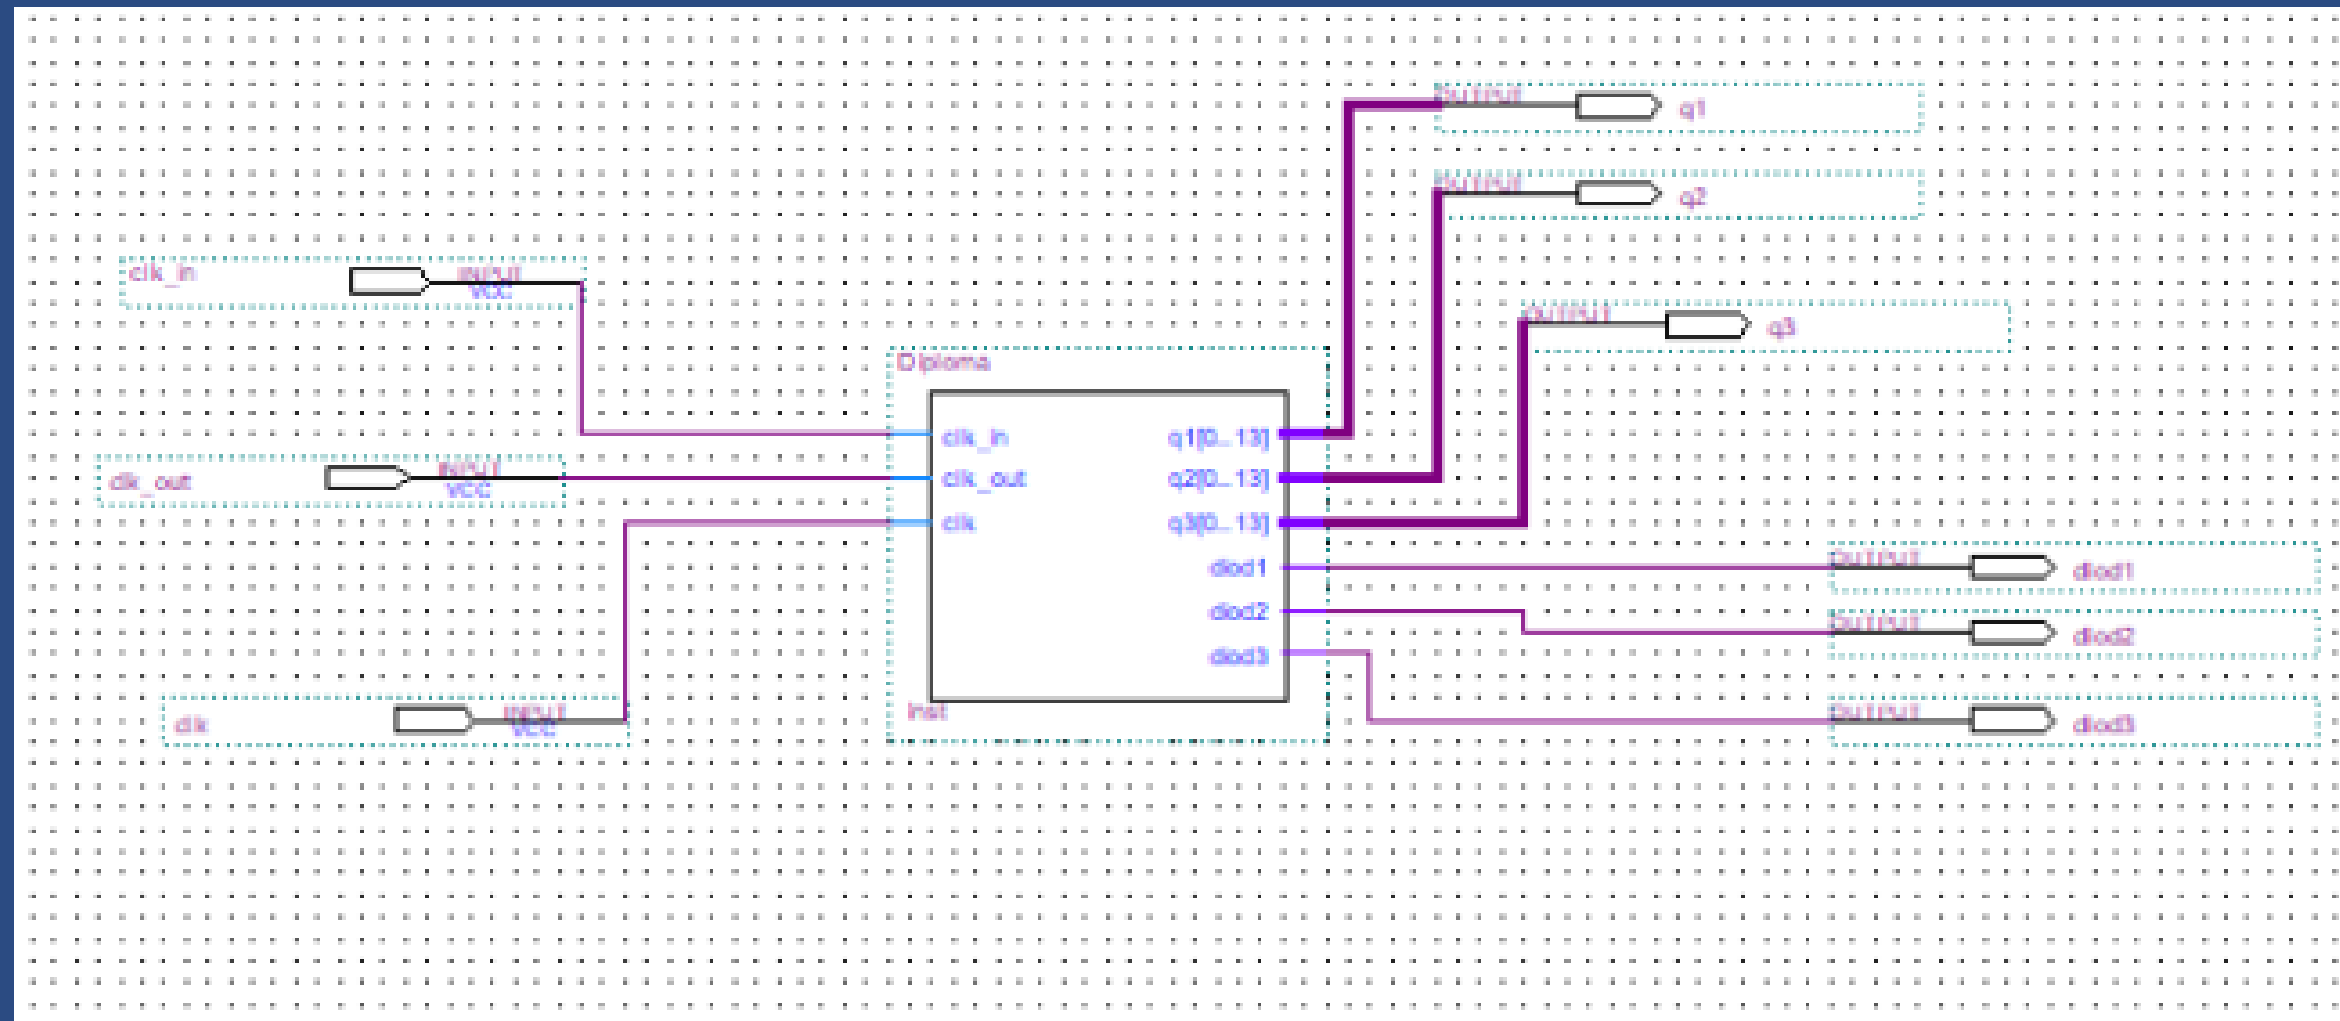 OUTPUT
q1
OUTPUT
q2
clk_in
INPUT
VCC
OUTPUT
q3
Diploma
clk_in
q1[0..13]
clk_out
INPUT
VCC
clk_out
q2[0..13]
clk
q3[0..13]
diod1
OUTPUT
diod1
diod2
OUTPUT
diod2
diod3
inst
clk
INPUT
VCC
OUTPUT
diod3